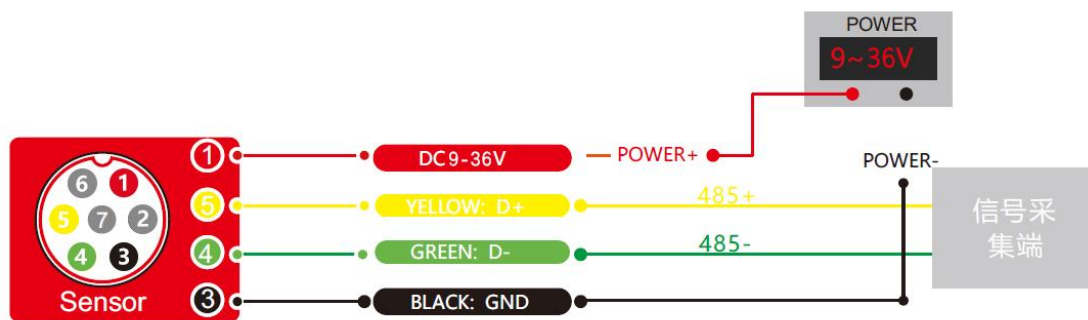 POWER
9~36V
1
DC9-36V
POWER+
POWER-
6
1
5
YELLOW: D+
485+
5
7
2
信号采
集端
4
GREEN: D-
485-
4
3
3
BLACK: GND
Sensor